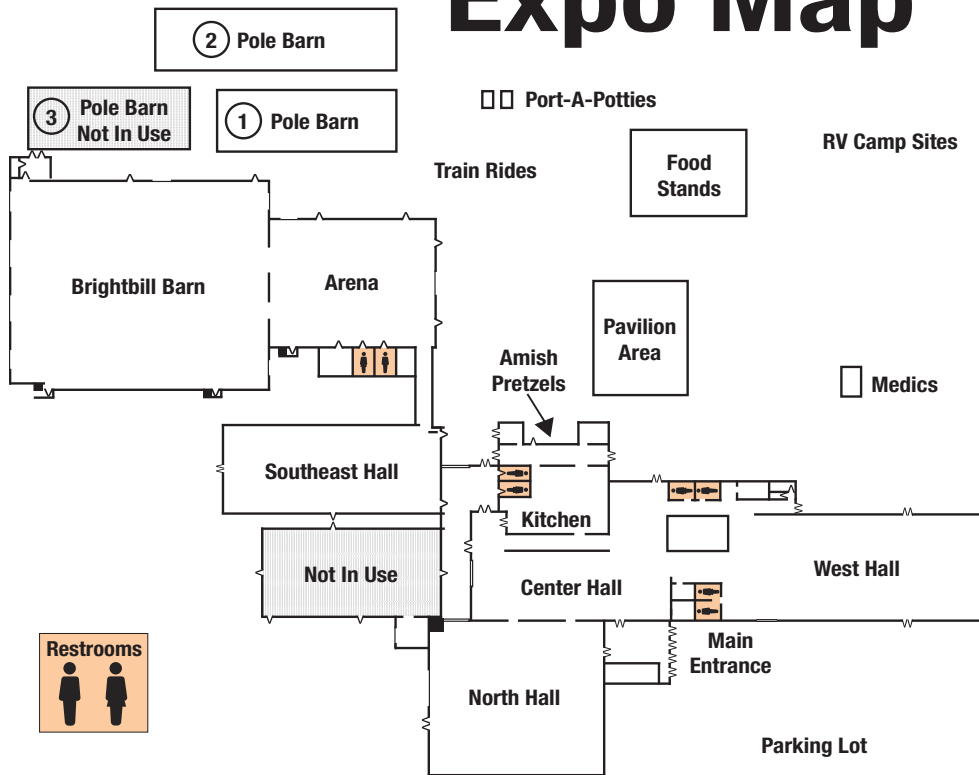 Expo Map
2 Pole Barn
3 Pole Barn
Not In Use
1 Pole Barn
Port-A-Potties
RV Camp Sites
Train Rides
Food
Stands
Brightbill Barn
Arena
Pavilion
Area
Amish
Pretzels
Medics
Southeast Hall
Kitchen
Not In Use
Center Hall
West Hall
Restrooms
Main
Entrance
North Hall
Parking Lot